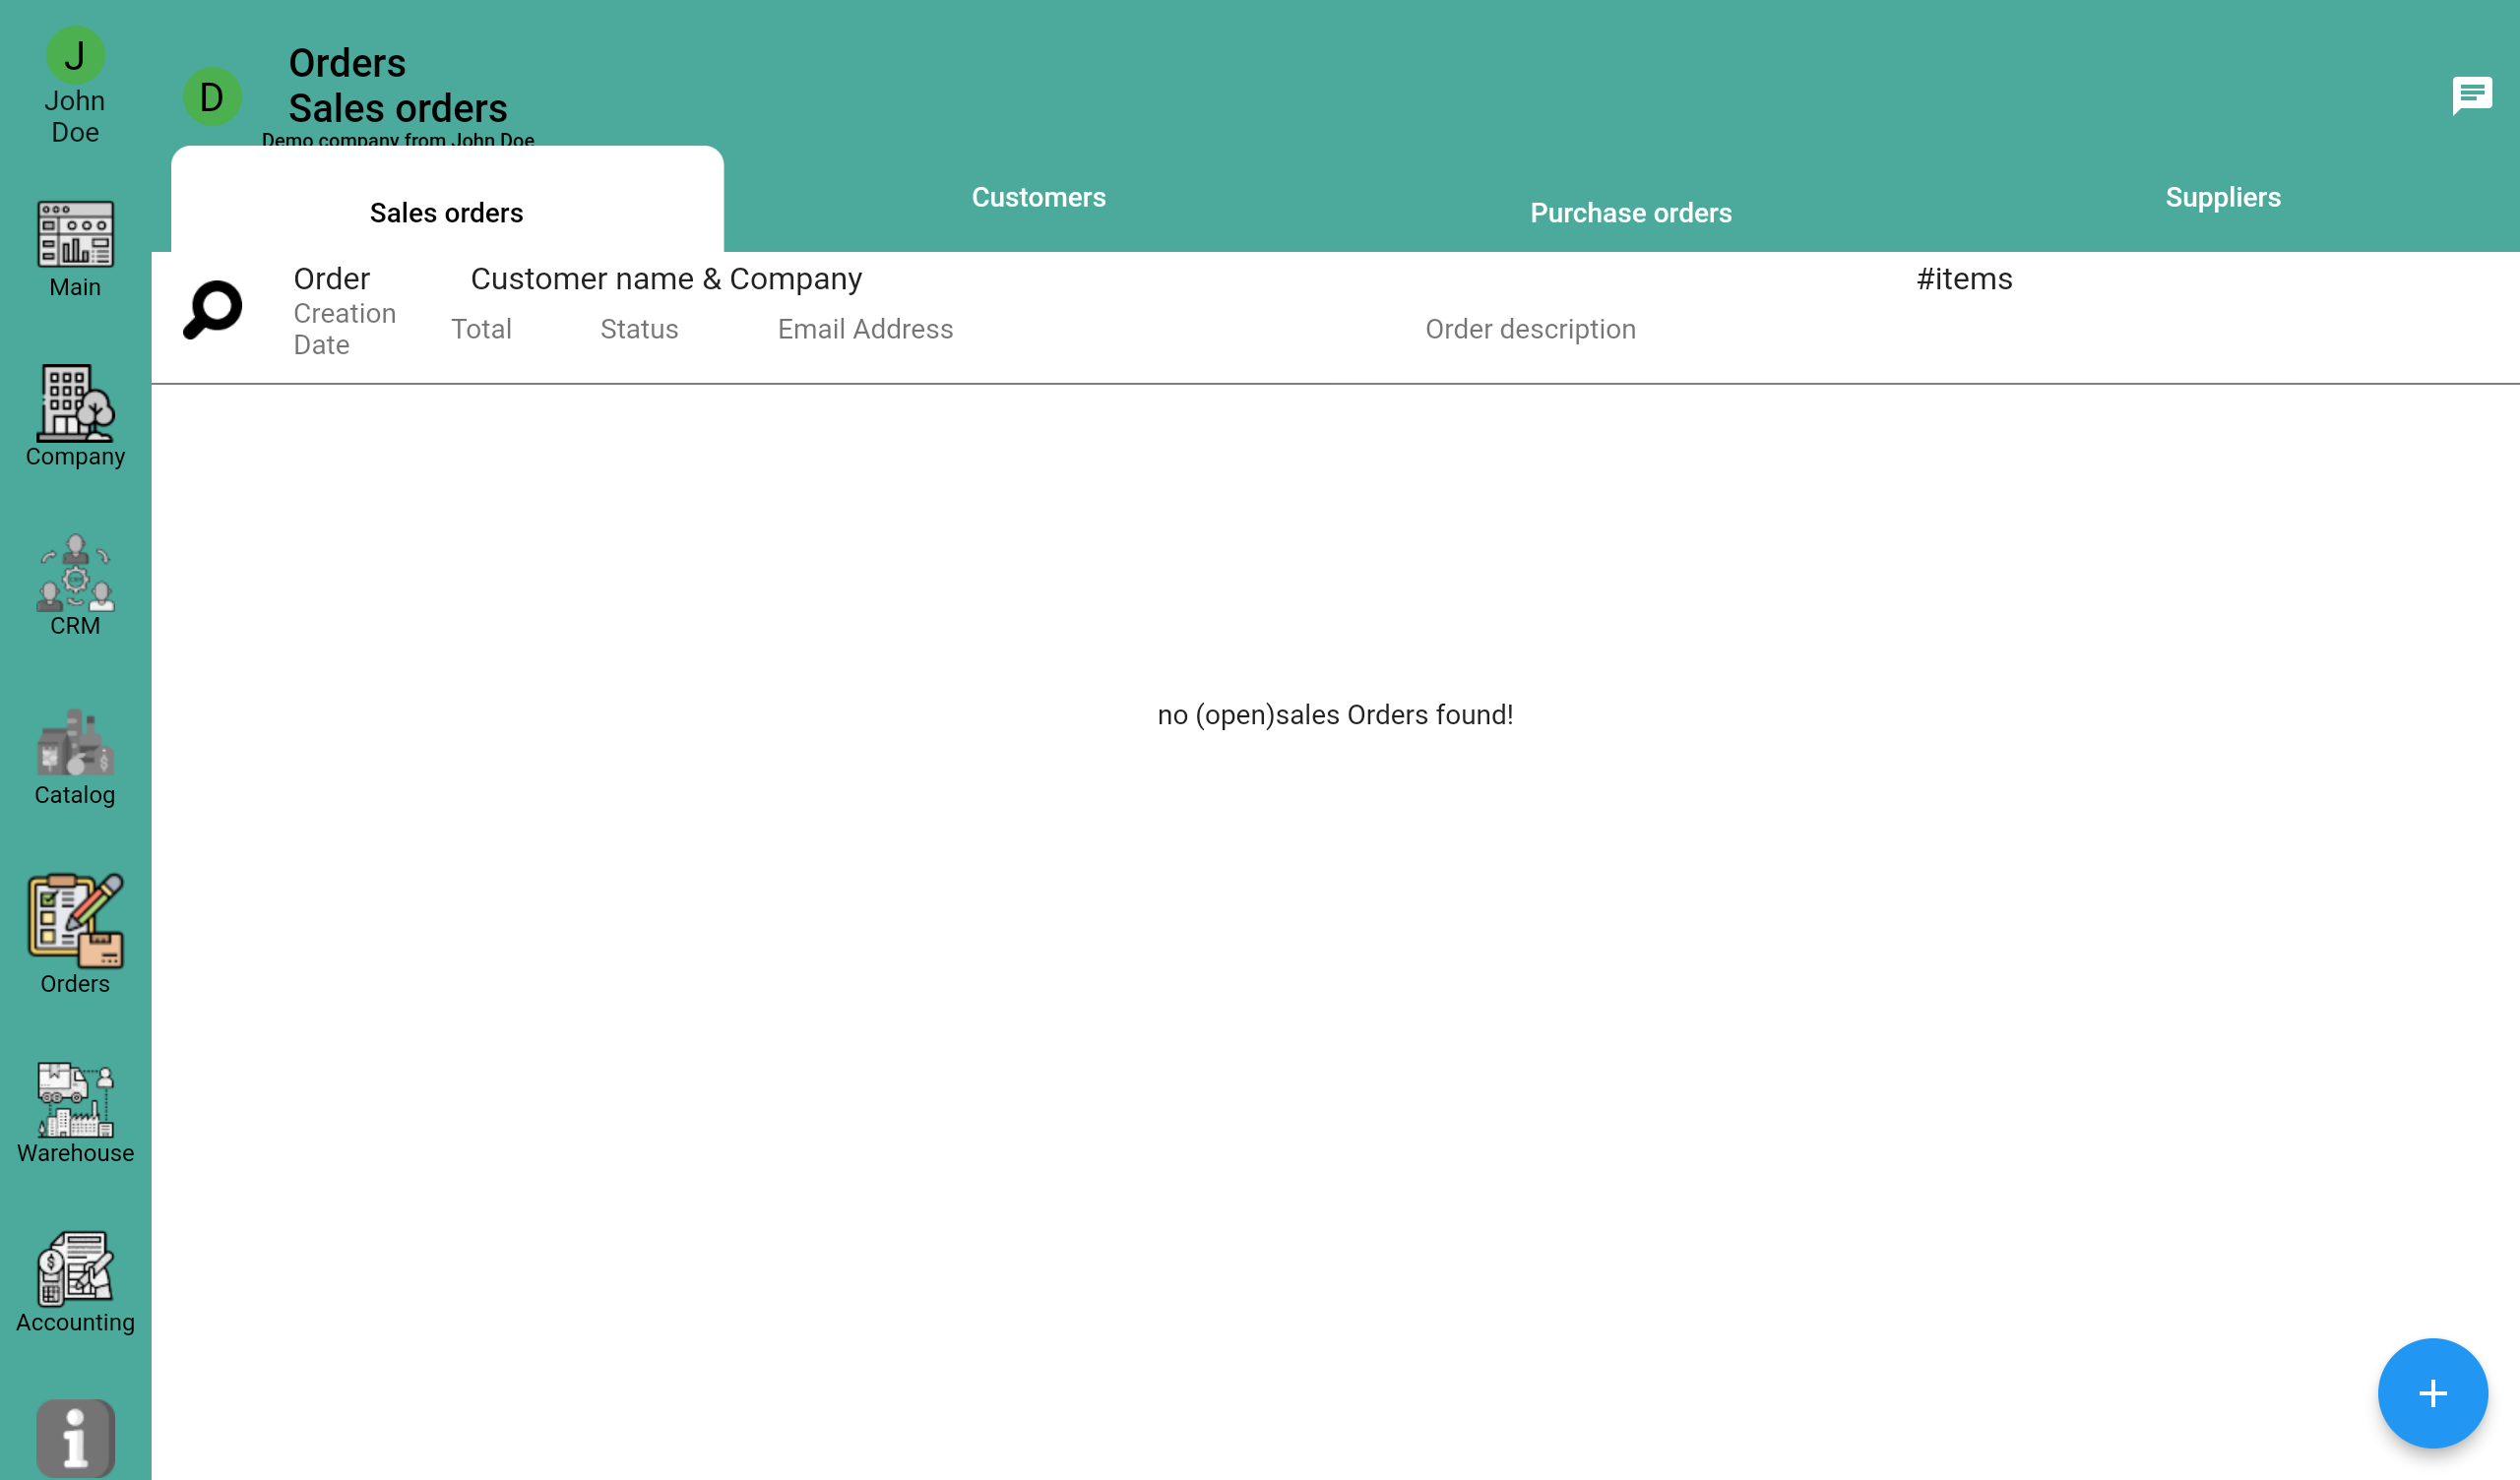 J
John
Doe
D
Orders
Sales orders
Demo company from John Doe
Sales orders
Customers
Purchase orders
Suppliers
Main
Company
CRM
Catalog
Orders
Warehouse
Accounting
Order
Customer name & Company
#items
Creation
Date
Total
Status
Email Address
Order description
no (open)sales Orders found!